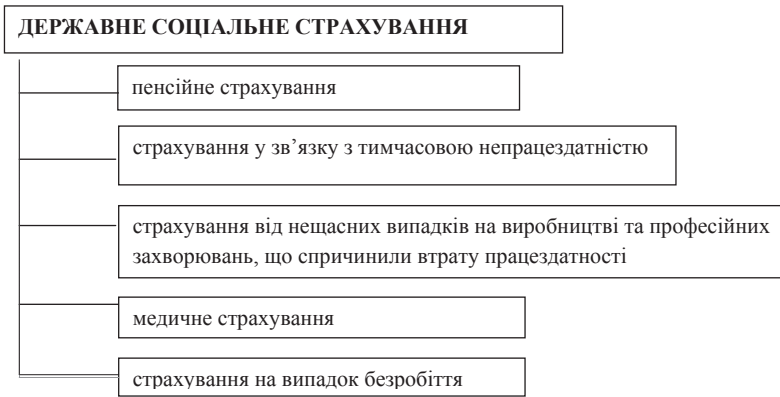 ДЕРЖАВНЕ СОЦІАЛЬНЕ СТРАХУВАННЯ
пенсійне страхування
страхування у зв’язку з тимчасовою непрацездатністю
страхування від нещасних випадків на виробництві та професійних
захворювань, що спричинили втрату працездатності
медичне страхування
страхування на випадок безробіття